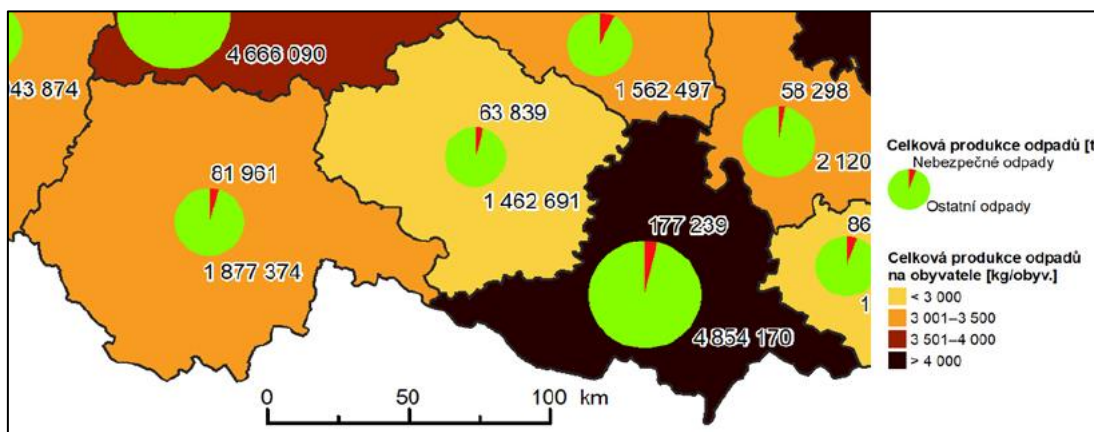 4 666 090
43 874
1 562 497
58 298
63 839
2 120
81 961
1 462 691
1 877 374
177 239
86
1
4 854 170
0 50 100 km
Celková produkce odpadů [t
Nebezpečné odpady
Ostatní odpady
Celková produkce odpadů
na obyvatele [kg/obyv.]
< 3 000
3 001–3 500
3 501–4 000
> 4 000